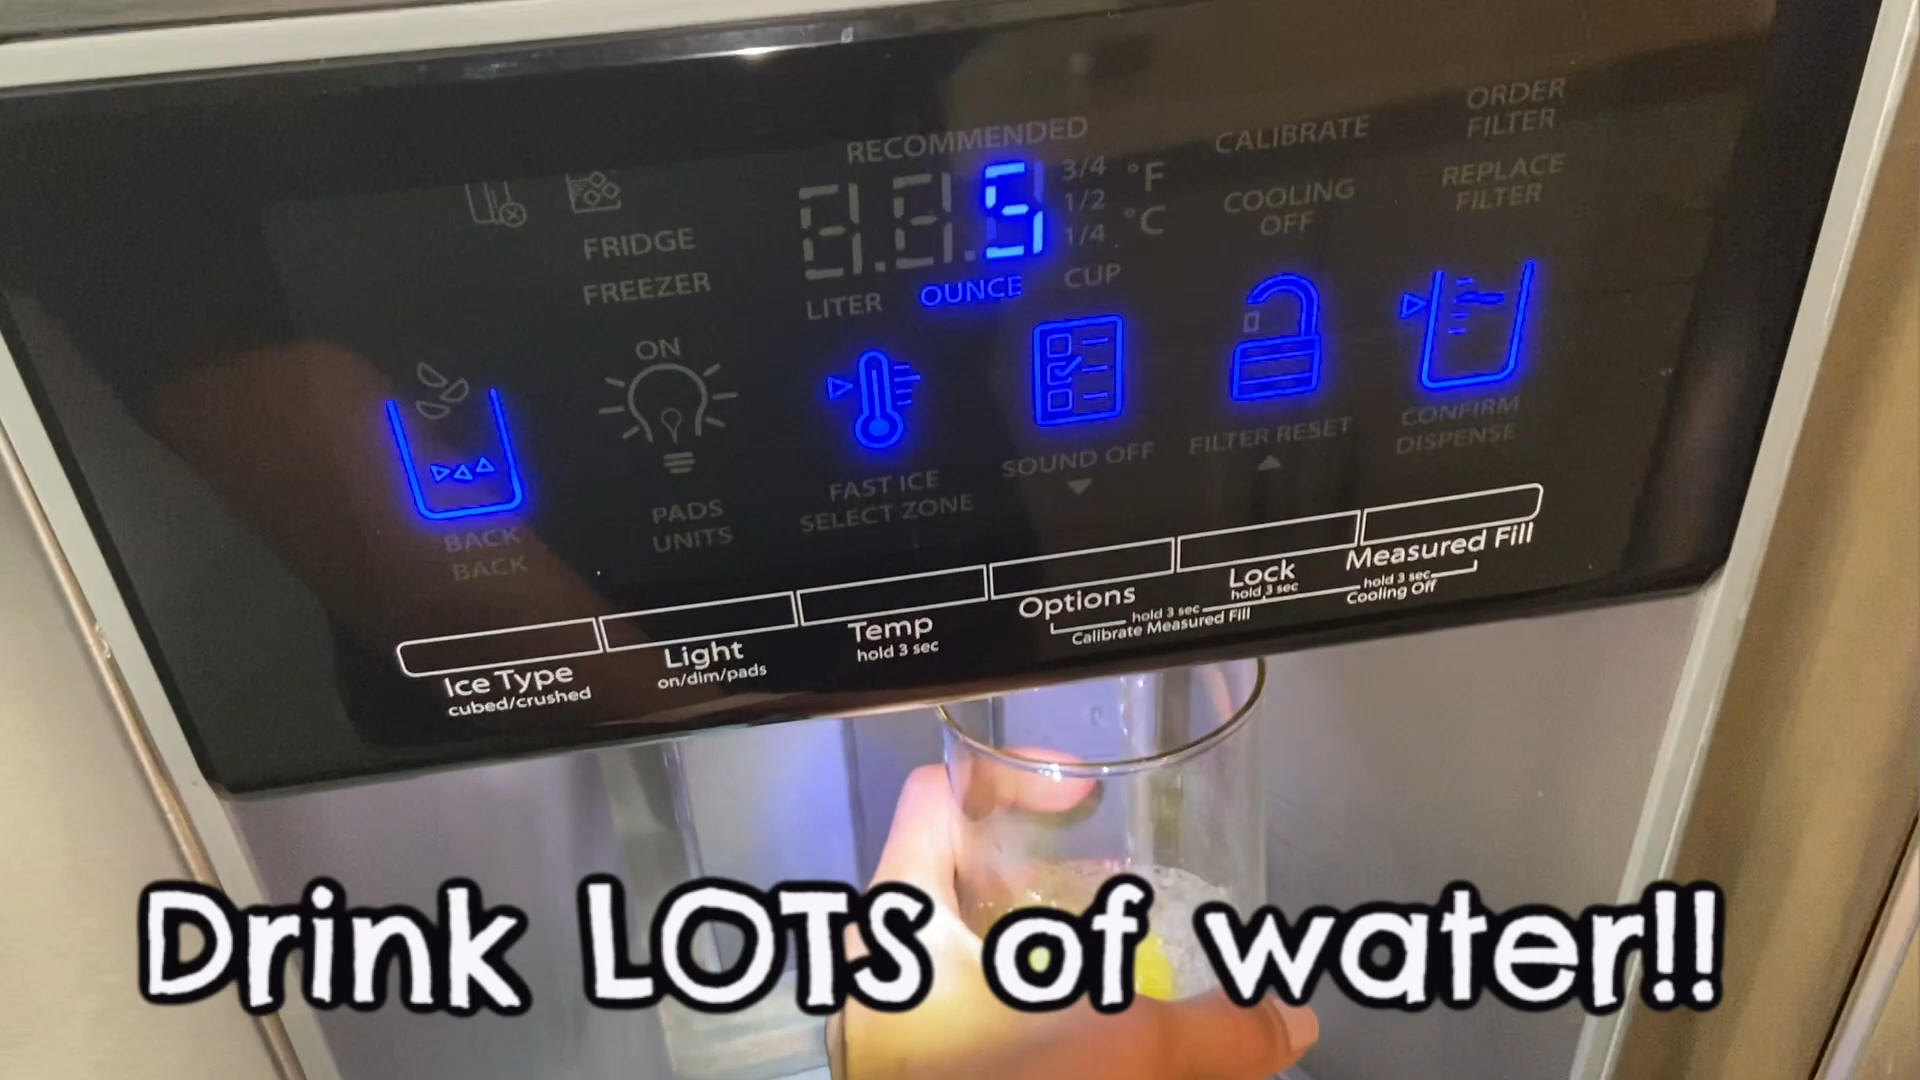 ORDER
FILTER
RECOMMENDED
CALIBRATE
3/4
°F
REPLACE
FILTER
5
1/2
COOLING
OFF
1/4
°C
FRIDGE
FREEZER
LITER
OUNCE
CUP
ON
CONFIRM
DISPENSE
FILTER RESET
SOUND OFF
FAST ICE
SELECT ZONE
PADS
UNITS
BACK
BACK
Measured Fill
hold 3 sec
Cooling Off
Lock
hold 3 sec
Options
hold 3 sec
Calibrate Measured Fill
Temp
hold 3 sec
Light
on/dim/pads
Ice Type
cubed/crushed
Drink LOTS of water!!